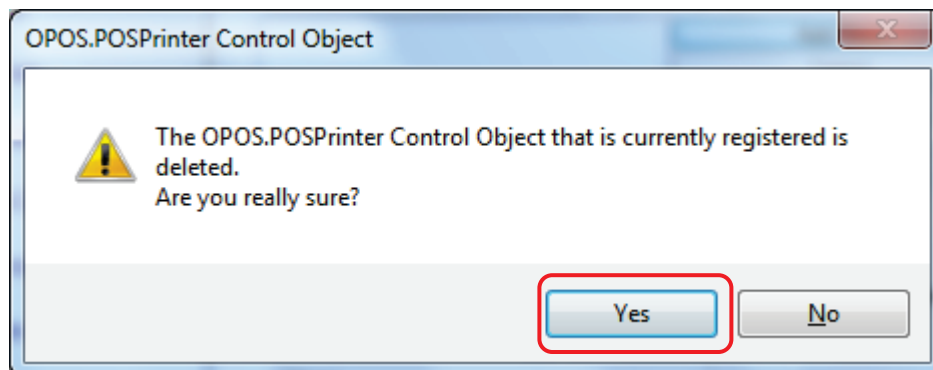 OPOS.POSPrinter Control Object
The OPOS.POSPrinter Control Object that is currently registered is
deleted.
Are you really sure?
Yes
No